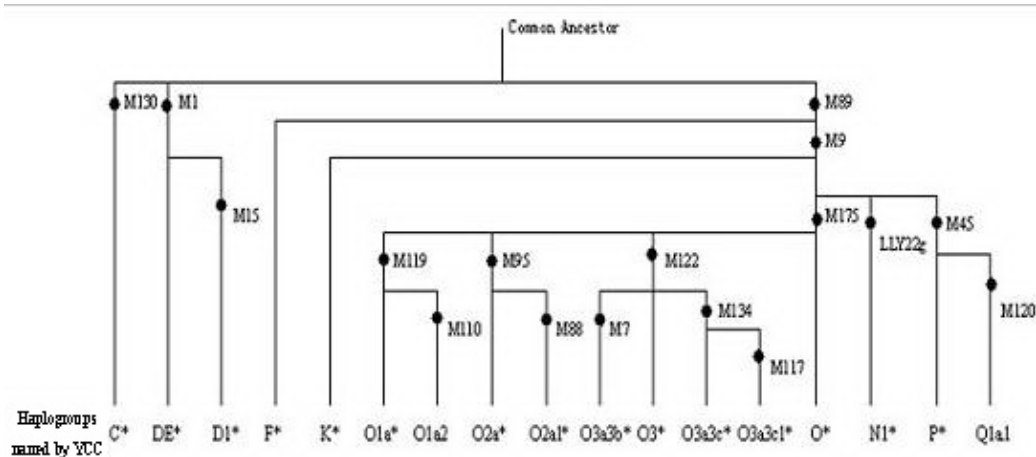 Common Ancestor
M130
M1
M89
M9
M15
M175
LLY22g
M45
M119
M95
M122
M120
M110
M88
M7
M134
M117
Haplogroups
named by YCC
C* DE* D1* F* K* O1a* O1a2 O2a* O2a1* O3a3b* O3* O3a3c* O3a3c1* O* N1* P* Q1a1